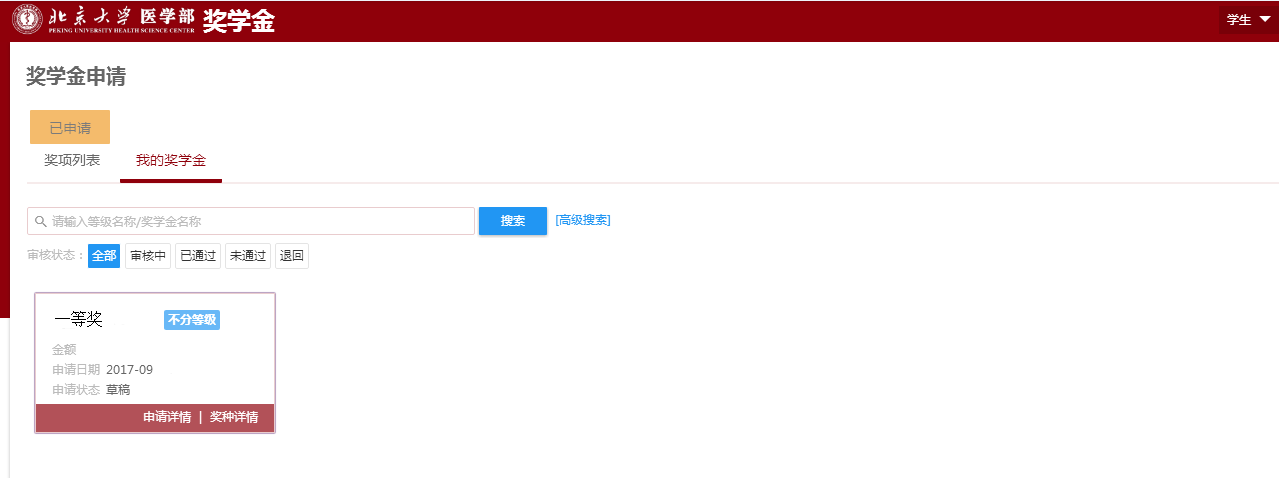 北京大学医学部 奖学金
PEKING UNIVERSITY HEALTH SCIENCE CENTER
学生
奖学金申请
已申请
奖项列表 我的奖学金
请输入等级名称/奖学金名称 搜索 [高级搜索]
审核状态： 全部 审核中 已通过 未通过 退回
一等奖 不分等级
金额
申请日期 2017-09
申请状态 草稿
申请详情 | 奖种详情